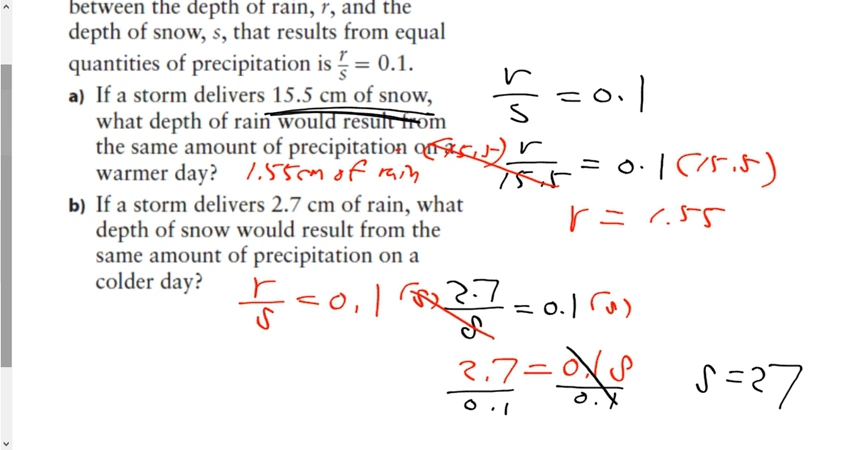 between the depth of rain, r, and the
depth of snow, s, that results from equal
quantities of precipitation is r/s = 0.1.
a) If a storm delivers 15.5 cm of snow,
what depth of rain would result from
the same amount of precipitation on a
warmer day? 1.55cm of rain
r/s = 0.1
(15.5) r/15.5 = 0.1 (15.5)
r = 1.55
b) If a storm delivers 2.7 cm of rain, what
depth of snow would result from the
same amount of precipitation on a
colder day?
r/s = 0.1
(s) 2.7/s = 0.1 (s)
2.7/0.1 = 0.1s/0.1
s = 27